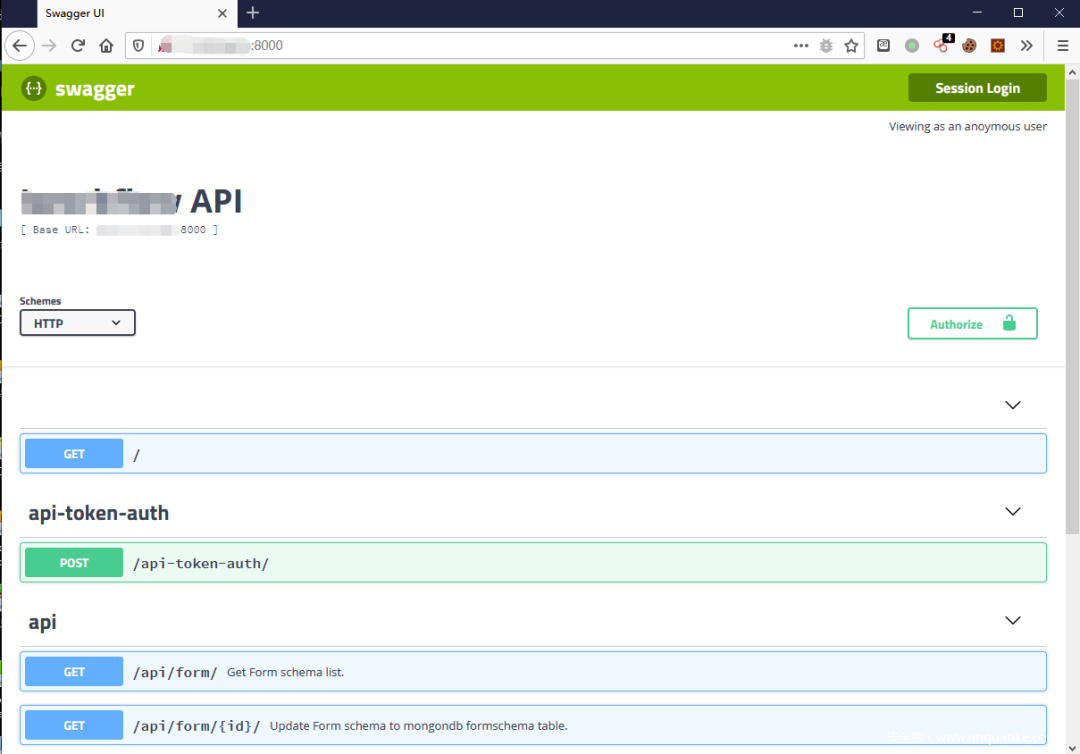 Swagger UI
:8000
4
swagger
Session Login
Viewing as an anoymous user
API
[ Base URL: :8000 ]
Schemes
HTTP
Authorize
GET /
api-token-auth
POST /api-token-auth/
api
GET /api/form/ Get Form schema list.
GET /api/form/{id}/ Update Form schema to mongondb formschema table.